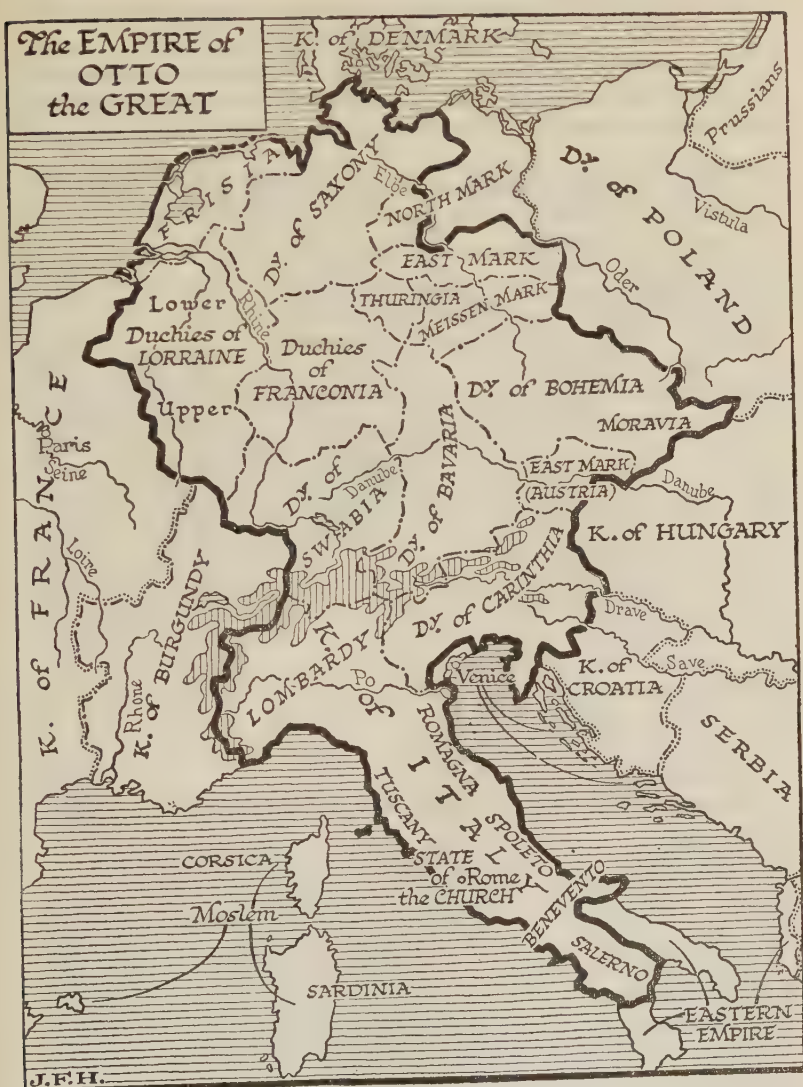 The EMPIRE of
OTTO
the GREAT
K. of DENMARK
Prussians
FRISIA
Dy. of SAXONY
Elbe
NORTH MARK
Dy. of POLAND
Vistula
EAST MARK
Oder
THURINGIA
MEISSEN MARK
Lower
Duchies of
LORRAINE
Upper
Rhine
Duchies
of
FRANCONIA
Dy. of BOHEMIA
MORAVIA
K. of FRANCE
Paris
Seine
Loire
Dy. of
SWABIA
Danube
Dy. of BAVARIA
EAST MARK
(AUSTRIA)
Danube
K. of HUNGARY
K. of BURGUNDY
Rhone
Dy. of CARINTHIA
Drave
Save
K. of
CROATIA
SERBIA
K. of ITALY
LOM-BARDY
Po
Venice
ROMAGNA
TUSCANY
SPOLETO
STATE
of Rome
the CHURCH
BENEVENTO
SALERNO
CORSICA
Moslem
SARDINIA
EASTERN
EMPIRE
J.F.H.